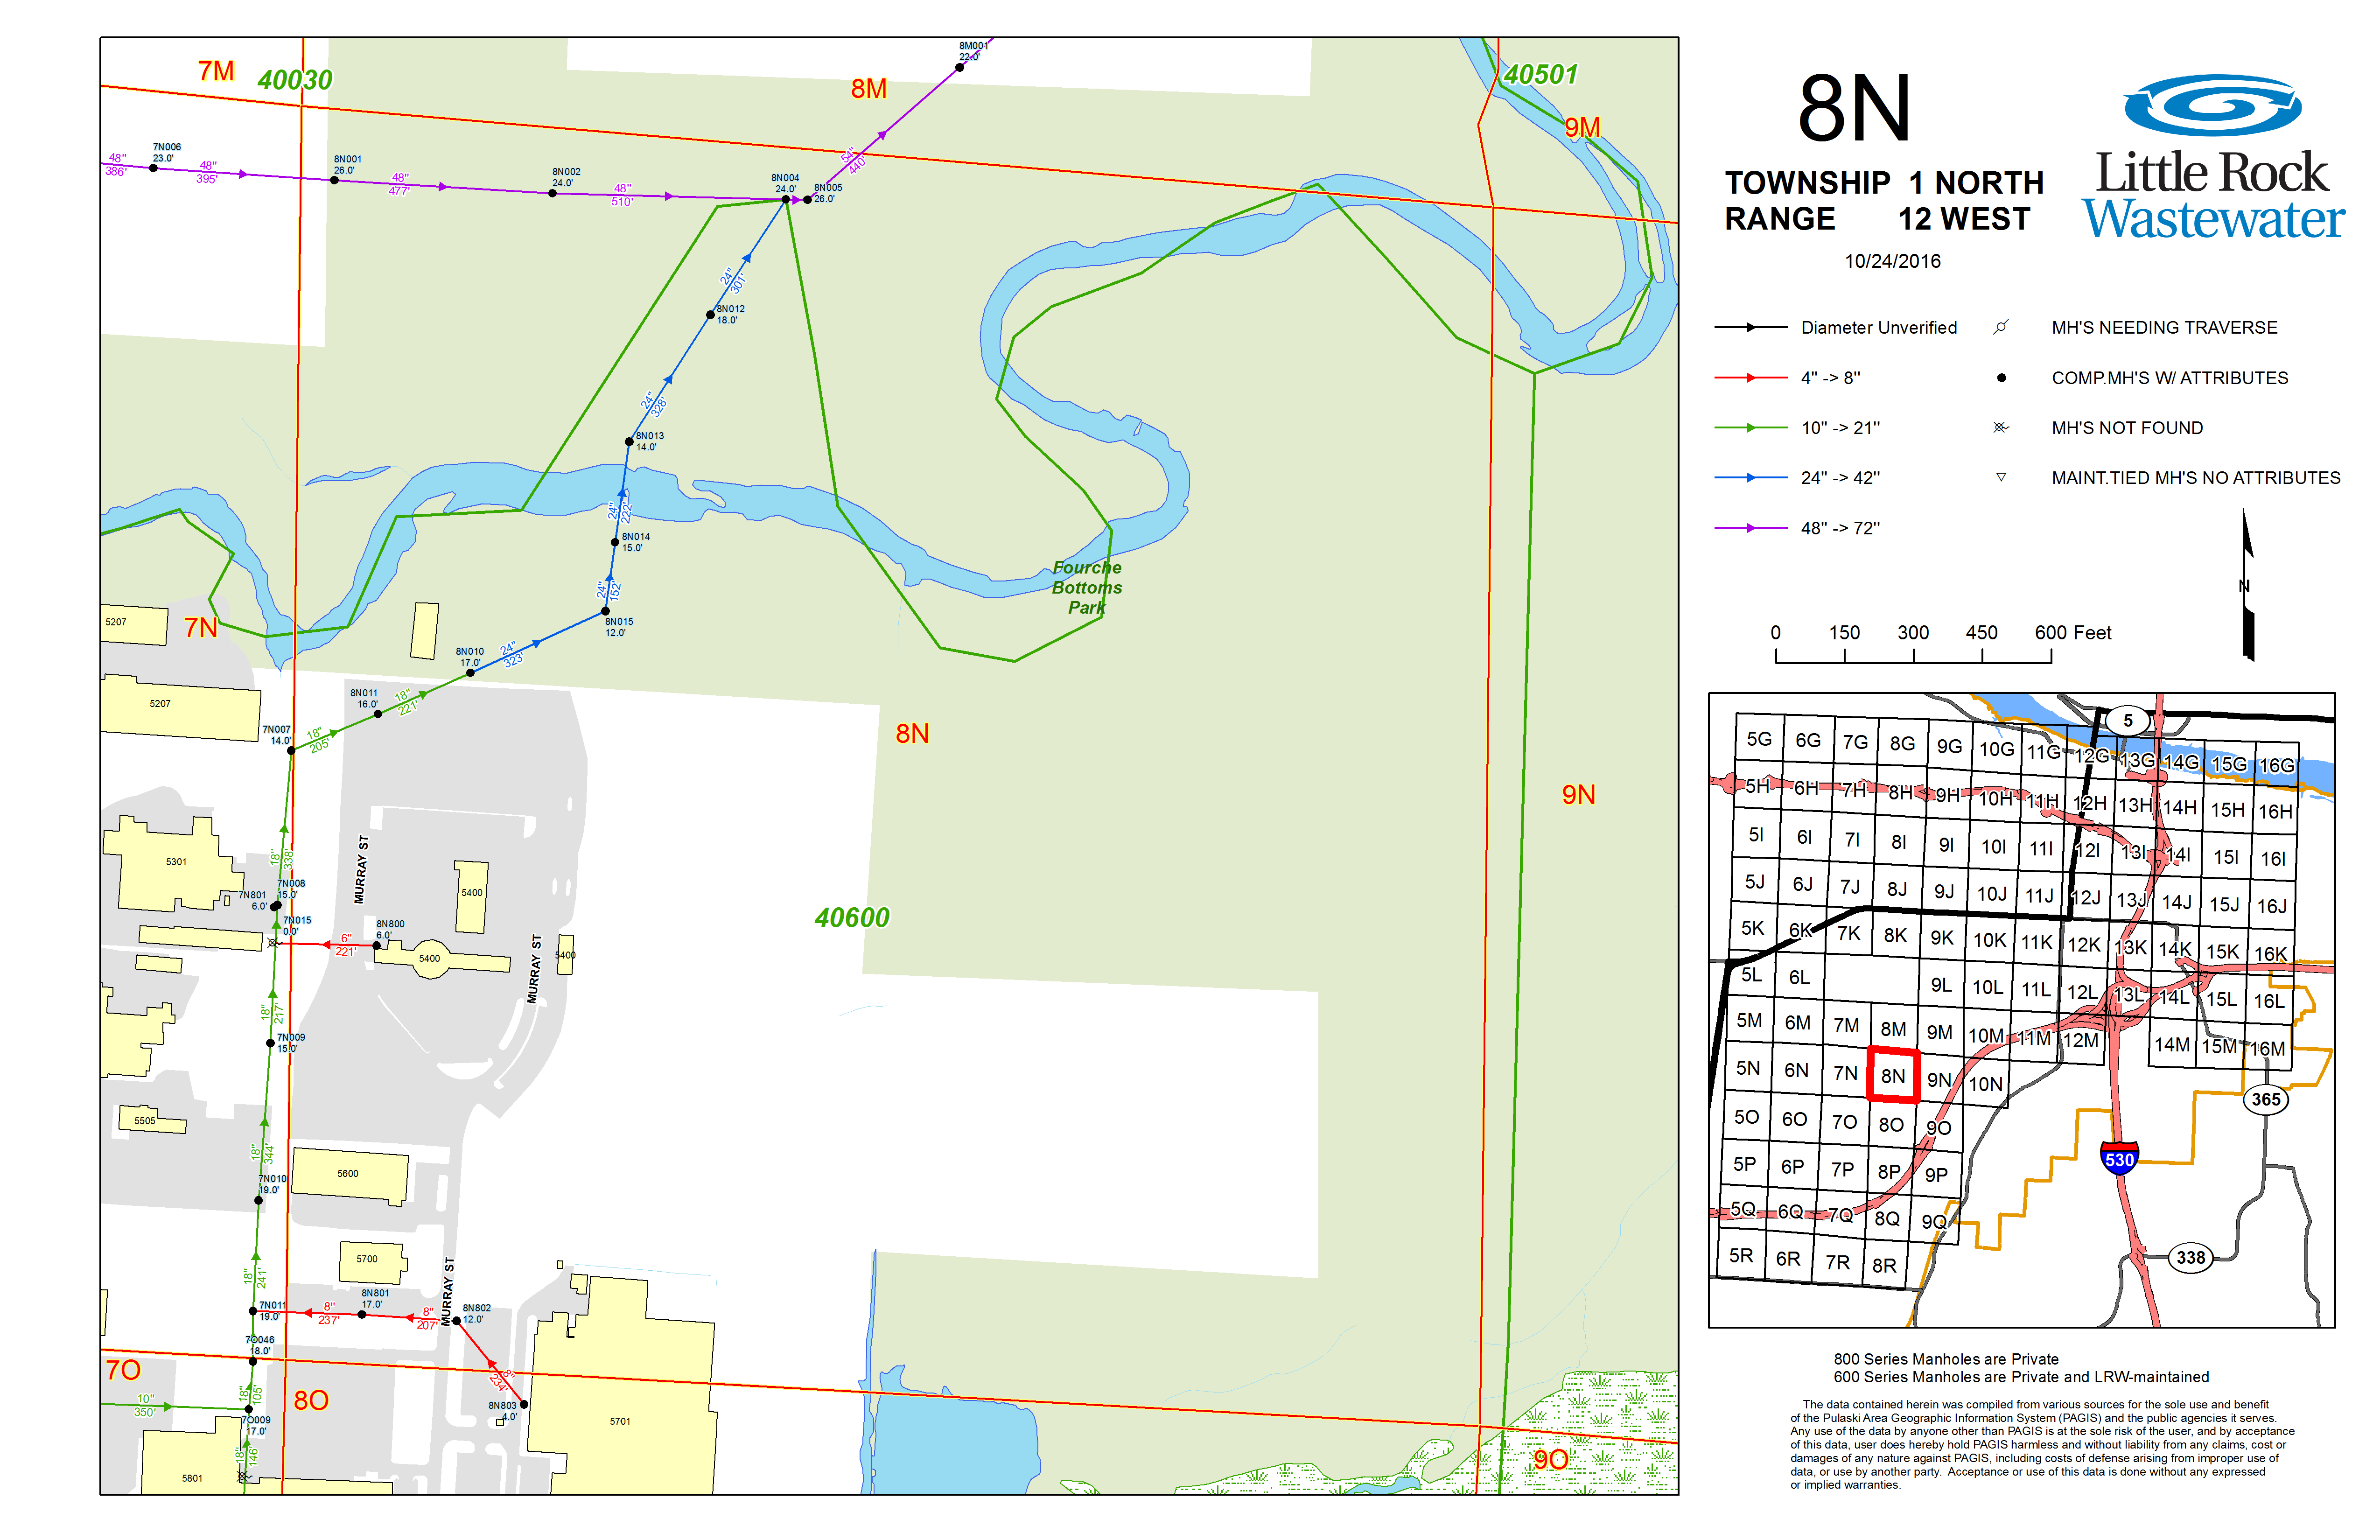 7M
40030
8M
8M001
22.0'
40501
9M
48"
386'
7N006
23.0'
48"
395'
8N001
26.0'
48"
477'
8N002
24.0'
48"
510'
8N004
24.0'
8N005
26.0'
54"
440'
24"
301'
8N012
18.0'
24"
328'
8N013
14.0'
24"
222'
8N014
15.0'
24"
152'
8N015
12.0'
Fourche
Bottoms
Park
5207
7N
8N010
17.0'
24"
323'
5207
8N011
16.0'
18"
221'
7N007
14.0'
18"
205'
8N
9N
5301
18"
338'
MURRAY ST
5400
7N801
6.0'
7N008
15.0'
7N015
0.0'
8N800
6.0'
6"
221'
5400
5400
MURRAY ST
40600
18"
217'
7N009
15.0'
5505
18"
344'
7N010
19.0'
5600
5700
18"
241'
MURRAY ST
7N011
19.0'
8"
237'
8N801
17.0'
8"
207'
8N802
12.0'
7O046
18.0'
7O
8O
18"
105'
10"
350'
7O009
17.0'
8"
234'
8N803
4.0'
5701
18"
146'
5801
9O
8N
TOWNSHIP 1 NORTH
RANGE 12 WEST
10/24/2016
Little Rock
Wastewater
Diameter Unverified
MH'S NEEDING TRAVERSE
4" -> 8"
COMP.MH'S W/ ATTRIBUTES
10" -> 21"
MH'S NOT FOUND
24" -> 42"
MAINT.TIED MH'S NO ATTRIBUTES
48" -> 72"
N
0 150 300 450 600 Feet
5
5G 6G 7G 8G 9G 10G 11G 12G 13G 14G 15G 16G
5H 6H 7H 8H 9H 10H 11H 12H 13H 14H 15H 16H
5I 6I 7I 8I 9I 10I 11I 12I 13I 14I 15I 16I
5J 6J 7J 8J 9J 10J 11J 12J 13J 14J 15J 16J
5K 6K 7K 8K 9K 10K 11K 12K 13K 14K 15K 16K
5L 6L 9L 10L 11L 12L 13L 14L 15L 16L
5M 6M 7M 8M 9M 10M 11M 12M 14M 15M 16M
5N 6N 7N 8N 9N 10N
365
5O 6O 7O 8O 9O
530
5P 6P 7P 8P 9P
5Q 6Q 7Q 8Q 9Q
338
5R 6R 7R 8R
800 Series Manholes are Private
600 Series Manholes are Private and LRW-maintained
The data contained herein was compiled from various sources for the sole use and benefit
of the Pulaski Area Geographic Information System (PAGIS) and the public agencies it serves.
Any use of the data by anyone other than PAGIS is at the sole risk of the user, and by acceptance
of this data, user does hereby hold PAGIS harmless and without liability from any claims, cost or
damages of any nature against PAGIS, including costs of defense arising from improper use of
data, or use by another party. Acceptance or use of this data is done without any expressed
or implied warranties.